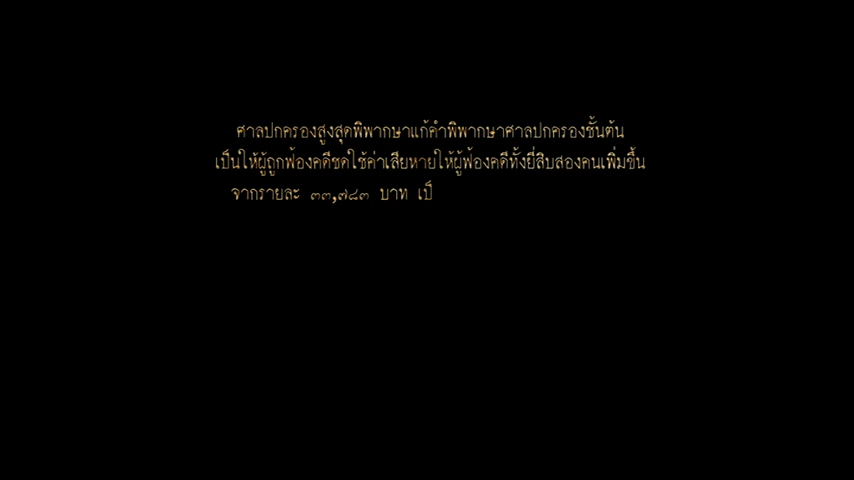 ศาลปกครองสูงสุดพิพากษาแก้คำพิพากษาศาลปกครองชั้นต้น
เป็นให้ผู้ถูกฟ้องคดีชดใช้ค่าเสียหายให้ผู้ฟ้องคดีทั้งยี่สิบสองคนเพิ่มขึ้น
จากรายละ ๓๓,๗๘๓ บาท เป็